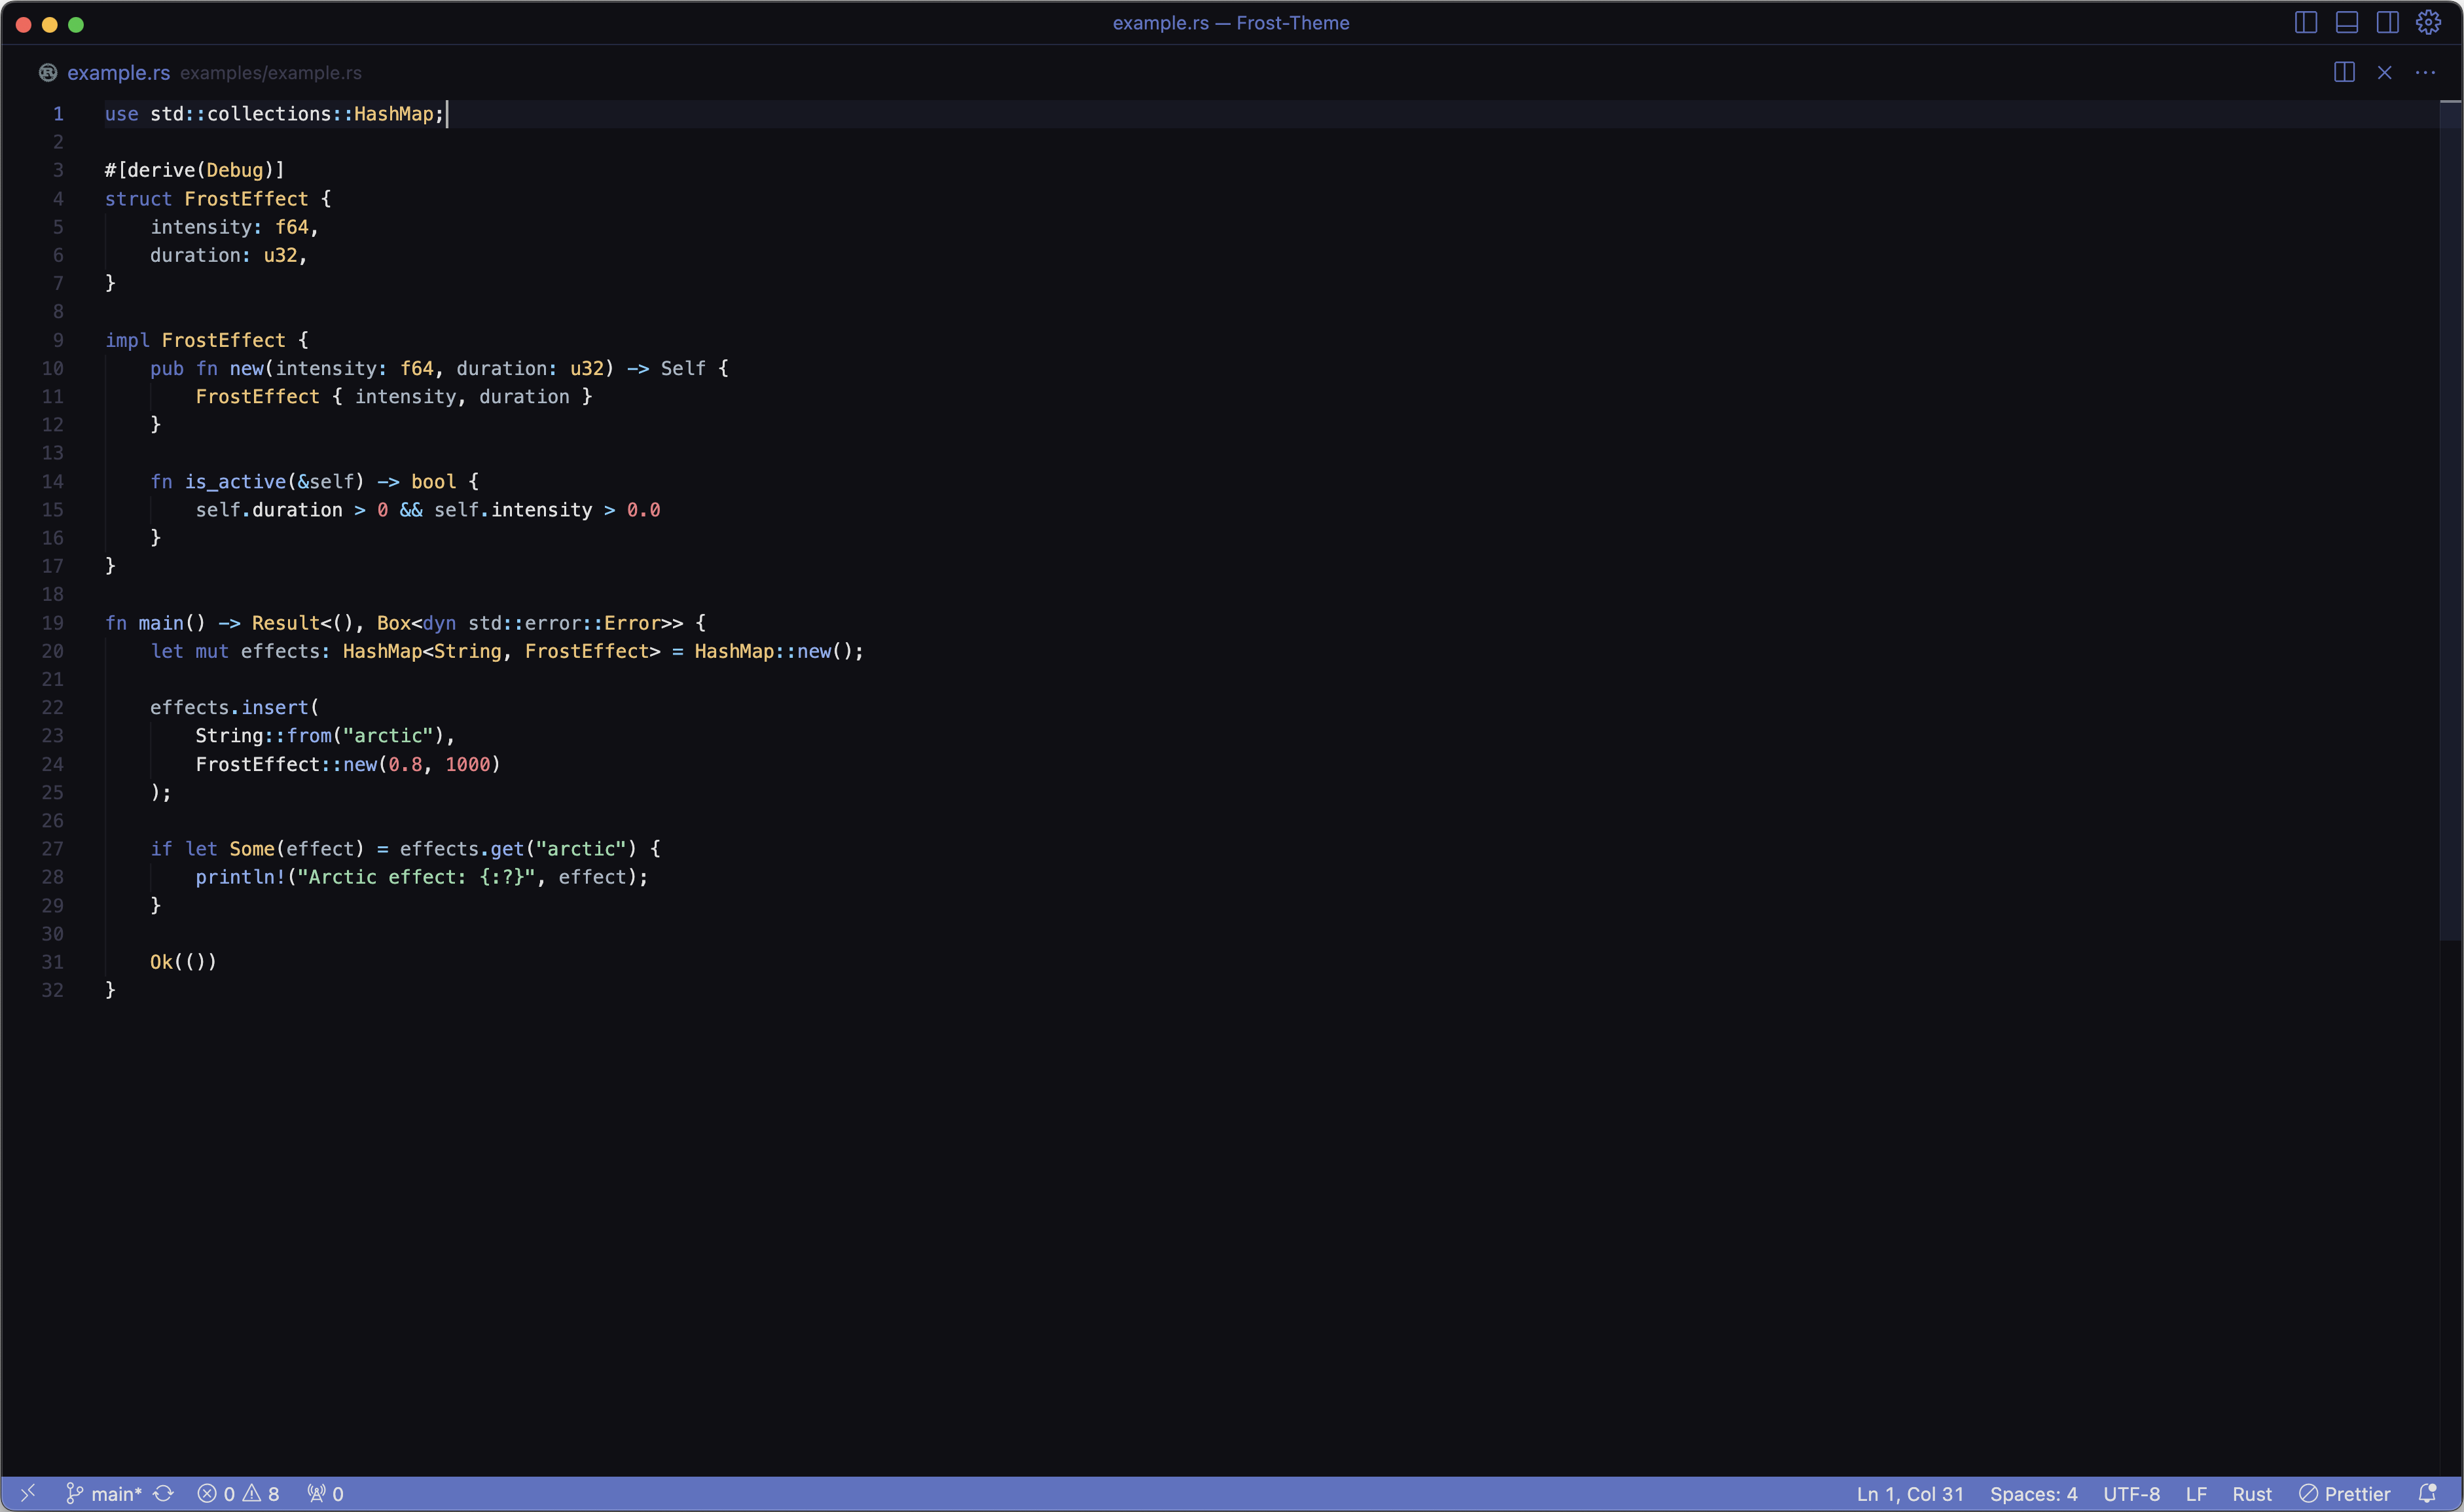 example.rs — Frost-Theme
example.rs examples/example.rs
1 use std::collections::HashMap;
2
3 #[derive(Debug)]
4 struct FrostEffect {
5     intensity: f64,
6     duration: u32,
7 }
8
9 impl FrostEffect {
10     pub fn new(intensity: f64, duration: u32) -> Self {
11         FrostEffect { intensity, duration }
12     }
13
14     fn is_active(&self) -> bool {
15         self.duration > 0 && self.intensity > 0.0
16     }
17 }
18
19 fn main() -> Result<(), Box<dyn std::error::Error>> {
20     let mut effects: HashMap<String, FrostEffect> = HashMap::new();
21
22     effects.insert(
23         String::from("arctic"),
24         FrostEffect::new(0.8, 1000)
25     );
26
27     if let Some(effect) = effects.get("arctic") {
28         println!("Arctic effect: {:?}", effect);
29     }
30
31     Ok(())
32 }
main* 0 8 0 Ln 1, Col 31 Spaces: 4 UTF-8 LF Rust Prettier